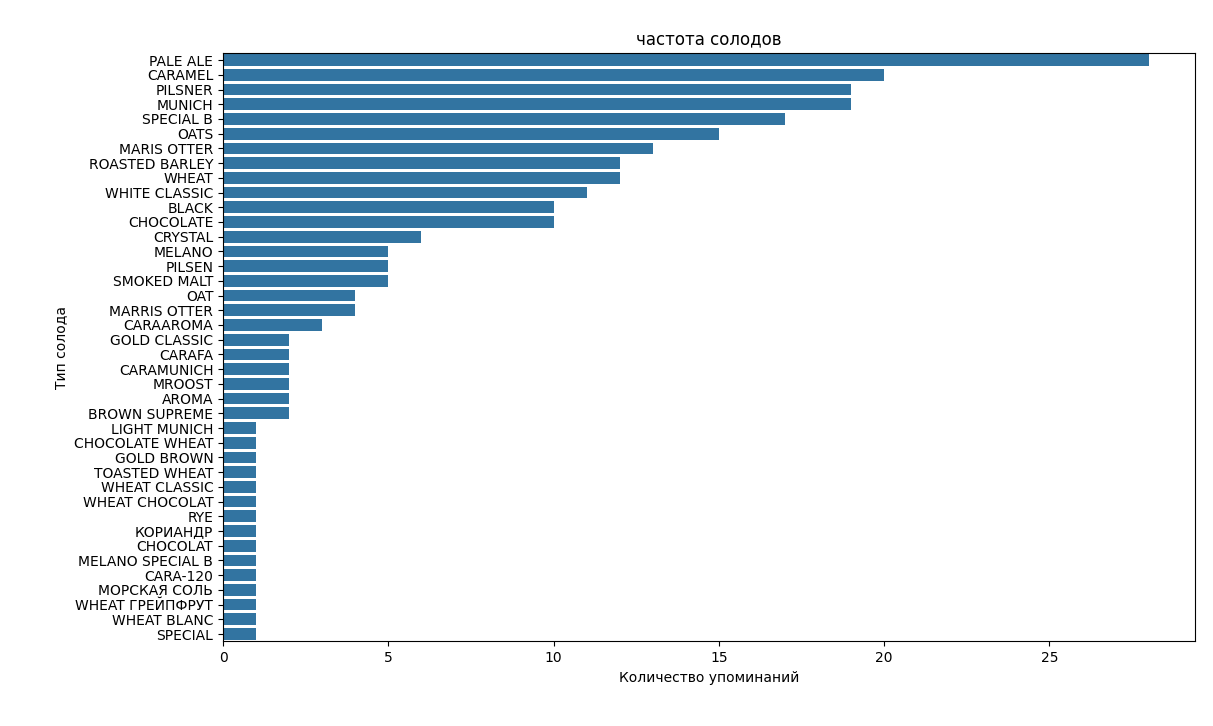 частота солодов
PALE ALE
CARAMEL
PILSNER
MUNICH
SPECIAL B
OATS
MARIS OTTER
ROASTED BARLEY
WHEAT
WHITE CLASSIC
BLACK
CHOCOLATE
CRYSTAL
MELANO
PILSEN
SMOKED MALT
OAT
MARRIS OTTER
CARAAROMA
GOLD CLASSIC
CARAFA
CARAMUNICH
MROOST
AROMA
BROWN SUPREME
LIGHT MUNICH
CHOCOLATE WHEAT
GOLD BROWN
TOASTED WHEAT
WHEAT CLASSIC
WHEAT CHOCOLAT
RYE
КОРИАНДР
CHOCOLAT
MELANO SPECIAL B
CARA-120
МОРСКАЯ СОЛЬ
WHEAT ГРЕЙПФРУТ
WHEAT BLANC
SPECIAL
Тип солода
0 5 10 15 20 25
Количество упоминаний